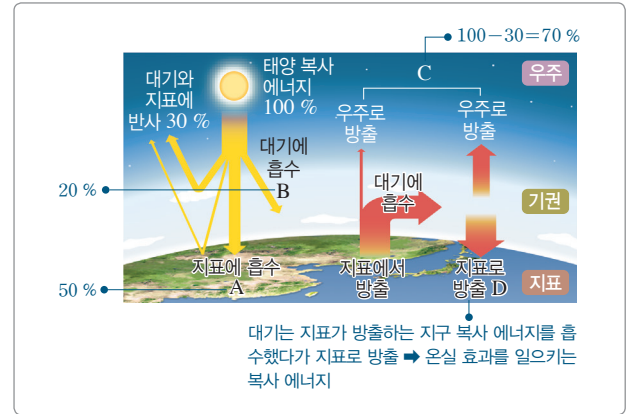 100-30=70 %
C
우주
태양 복사
에너지
100 %
대기와
지표에
반사 30 %
우주로
방출
우주로
방출
대기에
흡수
B
20 %
대기에
흡수
기권
지표에 흡수
A
50 %
지표에서
방출
지표로
방출 D
지표
대기는 지표가 방출하는 지구 복사 에너지를 흡
수했다가 지표로 방출 ➡ 온실 효과를 일으키는
복사 에너지